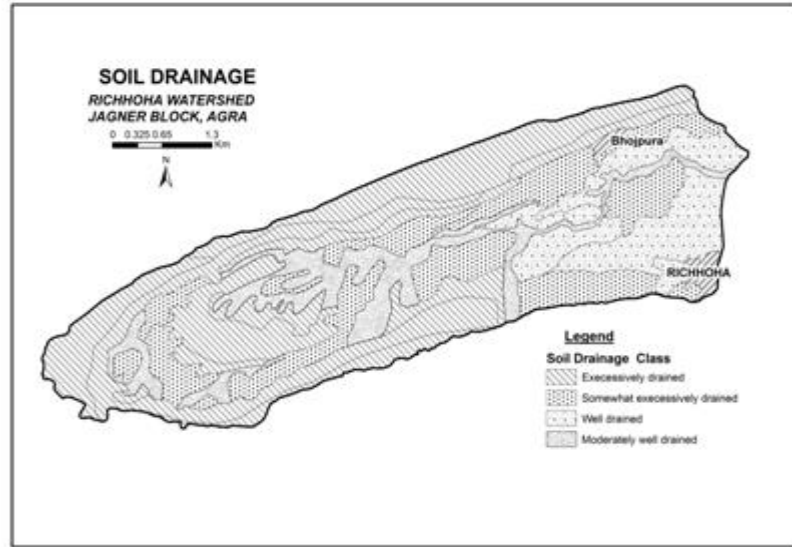 SOIL DRAINAGE
RICHHOHA WATERSHED
JAGNER BLOCK, AGRA
0 0.325 0.65 1.3
Km
N
Bhojpura
RICHHOHA
Legend
Soil Drainage Class
Execessively drained
Somewhat execessively drained
Well drained
Moderately well drained